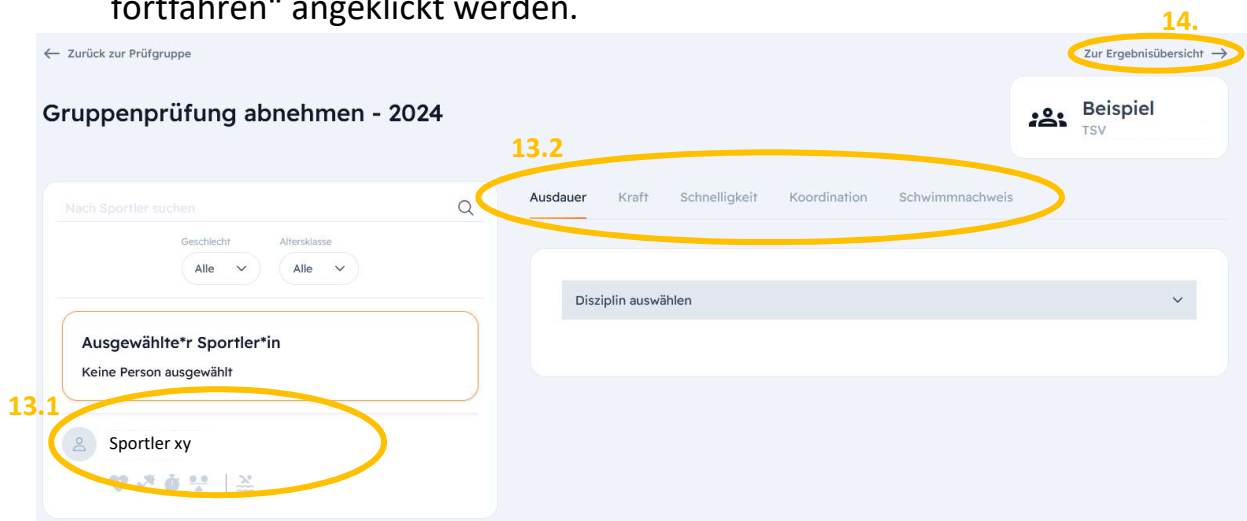 fortfahren" angeklickt werden.
14.
← Zurück zur Prüfgruppe
Zur Ergebnisübersicht →
Gruppenprüfung abnehmen - 2024
Beispiel
TSV
13.2
Nach Sportler suchen
Ausdauer Kraft Schnelligkeit Koordination Schwimmnachweis
Geschlecht Altersklasse
Alle Alle
Disziplin auswählen
Ausgewählte*r Sportler*in
Keine Person ausgewählt
13.1
Sportler xy